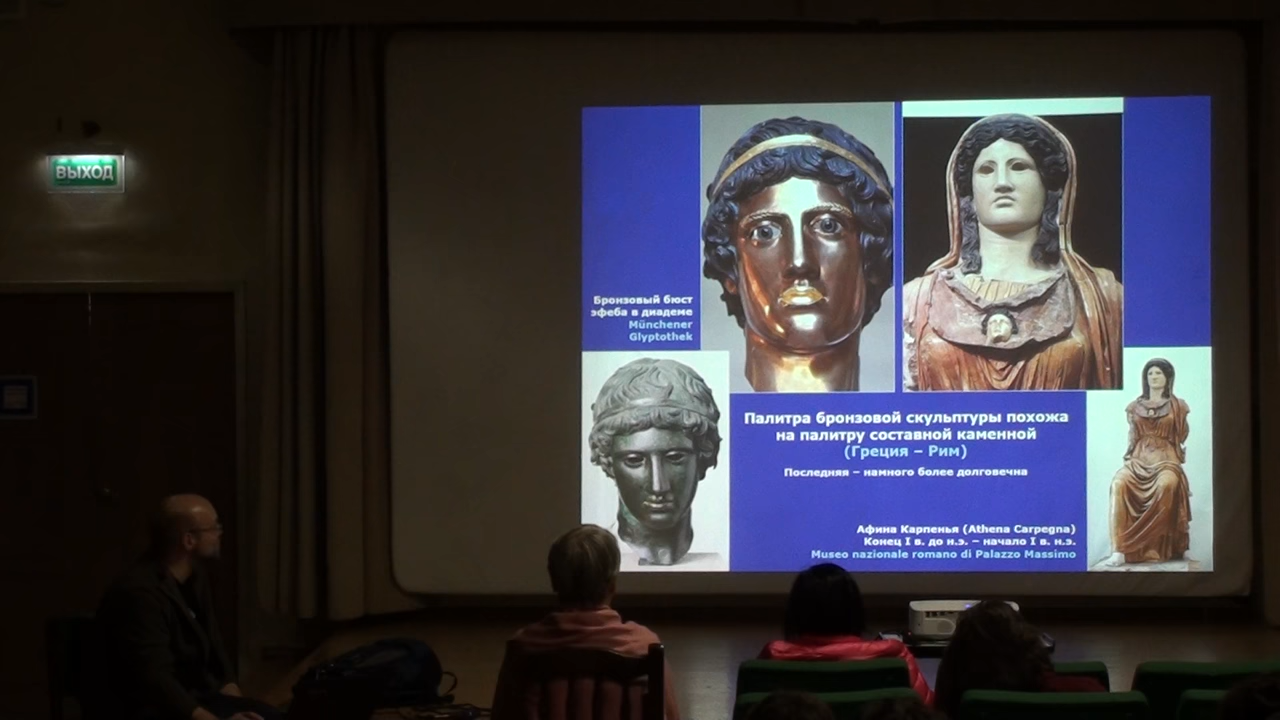 ВЫХОД
Бронзовый бюст
эфеба в диадеме
Münchener
Glyptothek
Палитра бронзовой скульптуры похожа
на палитру составной каменной
(Греция – Рим)
Последняя – намного более долговечна
Афина Карпенья (Athena Carpegna)
Конец I в. до н.э. – начало I в. н.э.
Museo nazionale romano di Palazzo Massimo